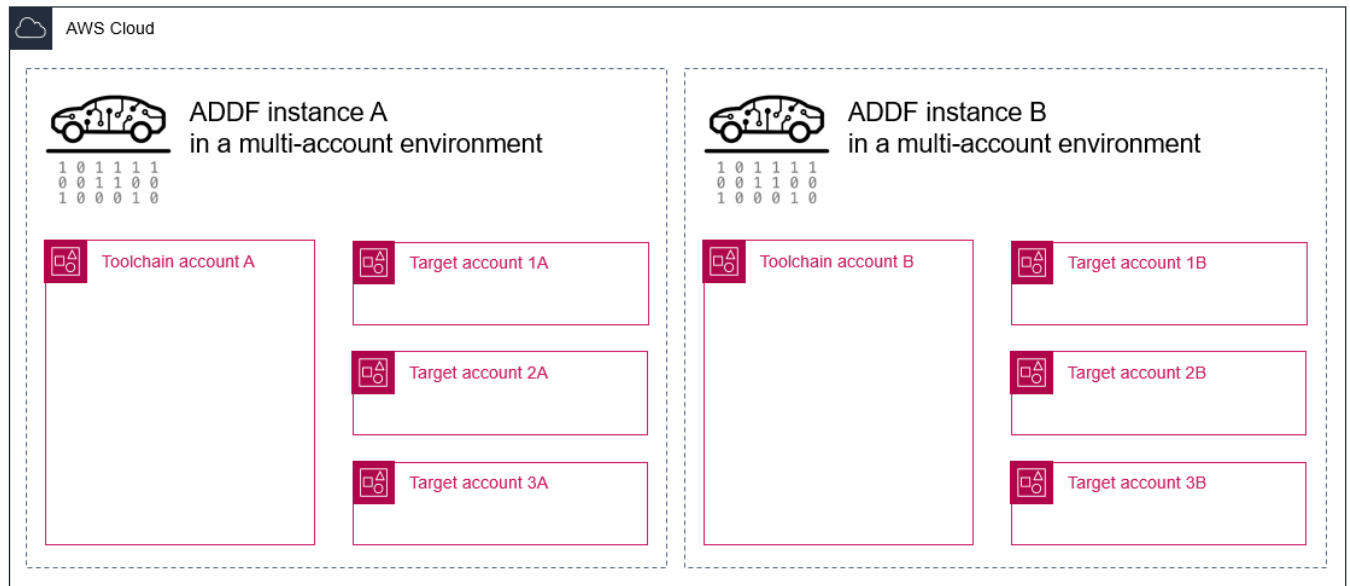 AWS Cloud
ADDF instance A
in a multi-account environment
1 0 1 1 1 1
0 0 1 1 0 0
1 0 0 0 1 0
Toolchain account A
Target account 1A
Target account 2A
Target account 3A
ADDF instance B
in a multi-account environment
1 0 1 1 1 1
0 0 1 1 0 0
1 0 0 0 1 0
Toolchain account B
Target account 1B
Target account 2B
Target account 3B